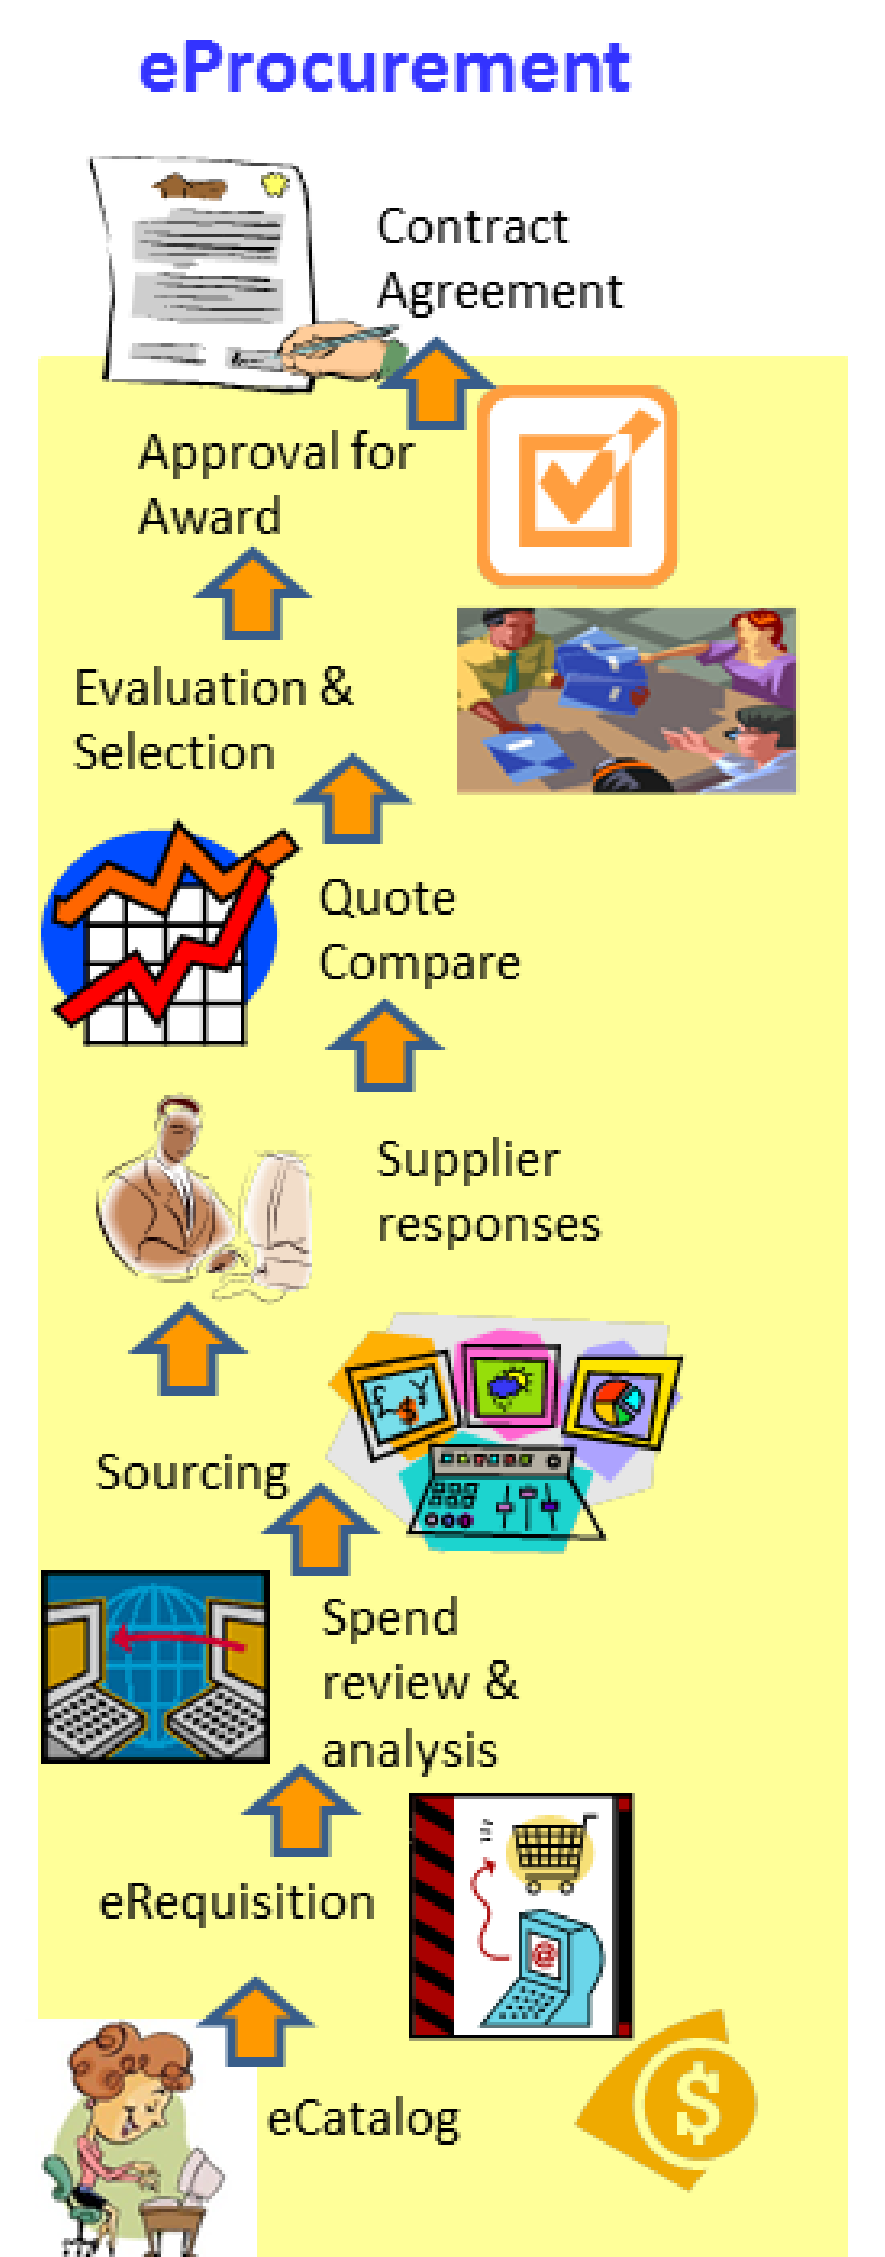 eProcurement
Contract
Agreement
Approval for
Award
Evaluation &
Selection
Quote
Compare
Supplier
responses
Sourcing
Spend
review &
analysis
eRequisition
@
eCatalog
$